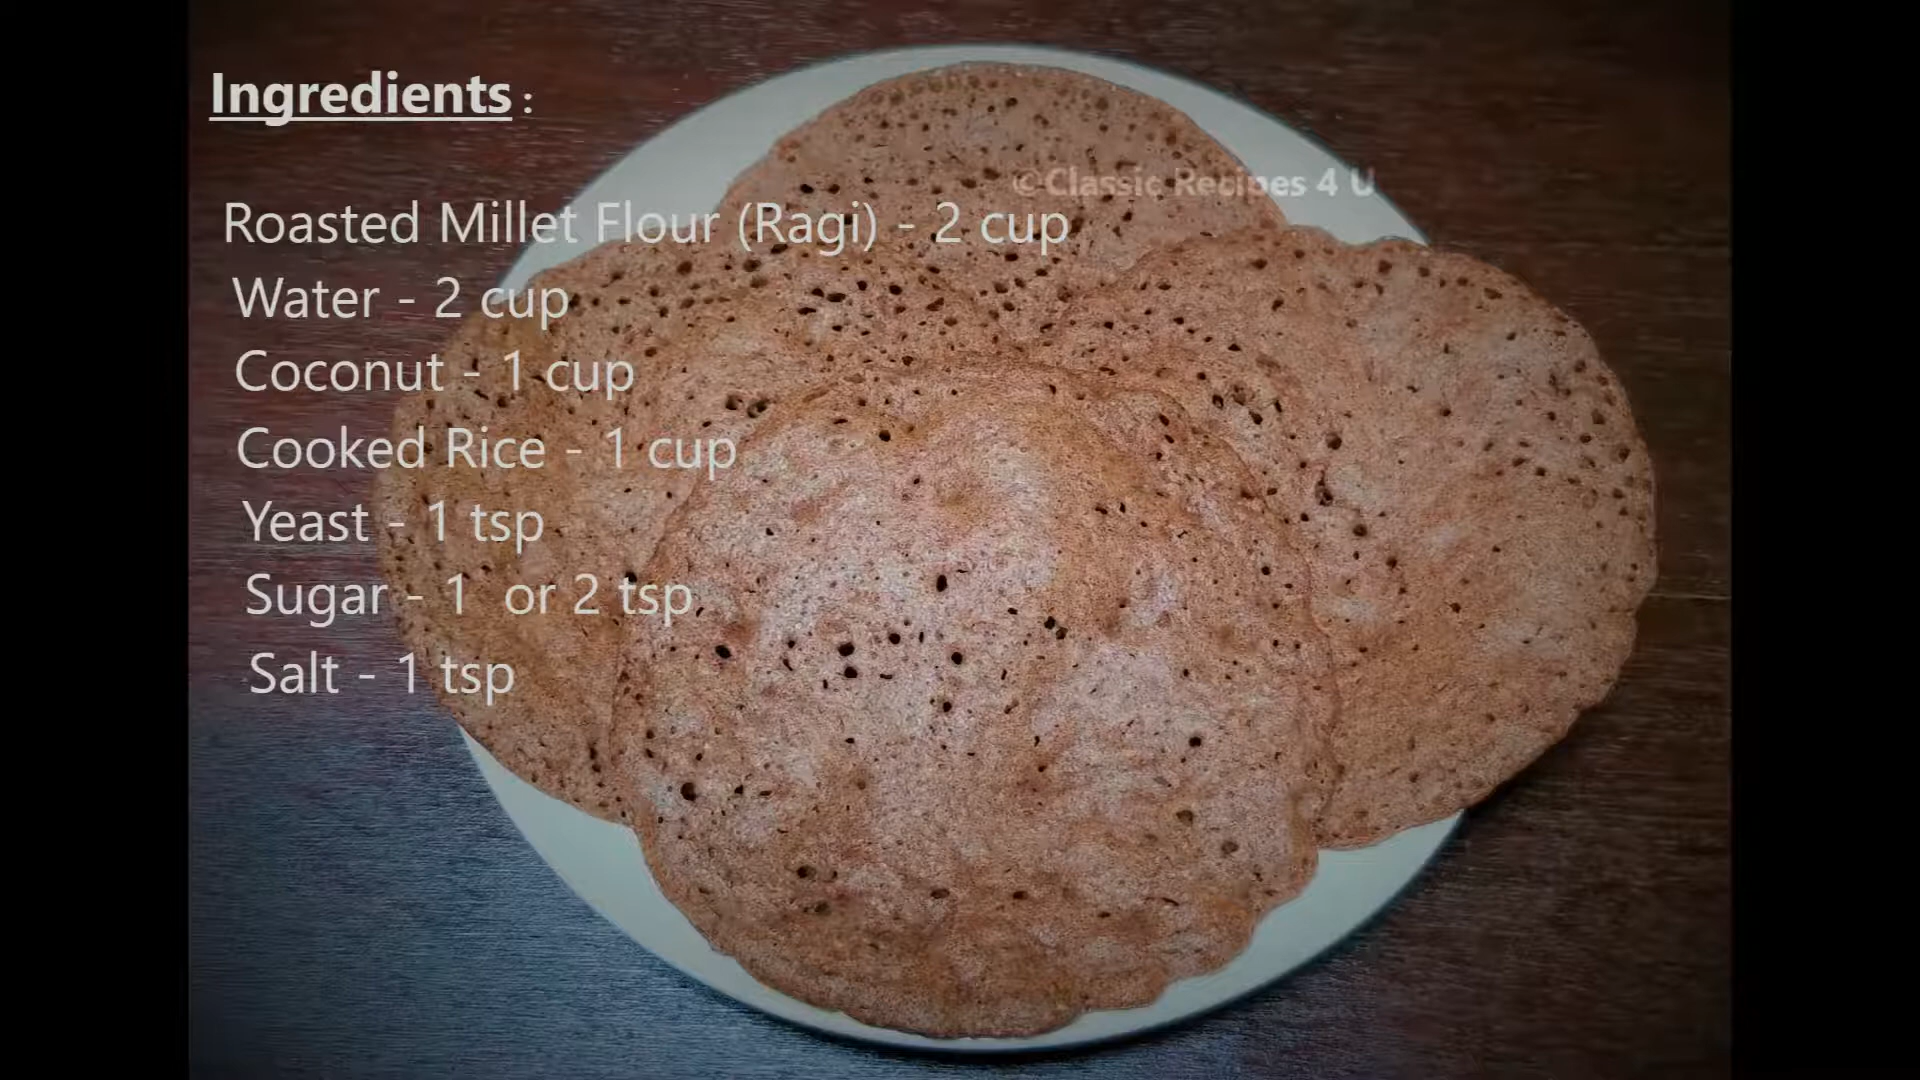 Ingredients :
©Classic Recipes 4 U
Roasted Millet Flour (Ragi) - 2 cup
Water - 2 cup
Coconut - 1 cup
Cooked Rice - 1 cup
Yeast - 1 tsp
Sugar - 1 or 2 tsp
Salt - 1 tsp